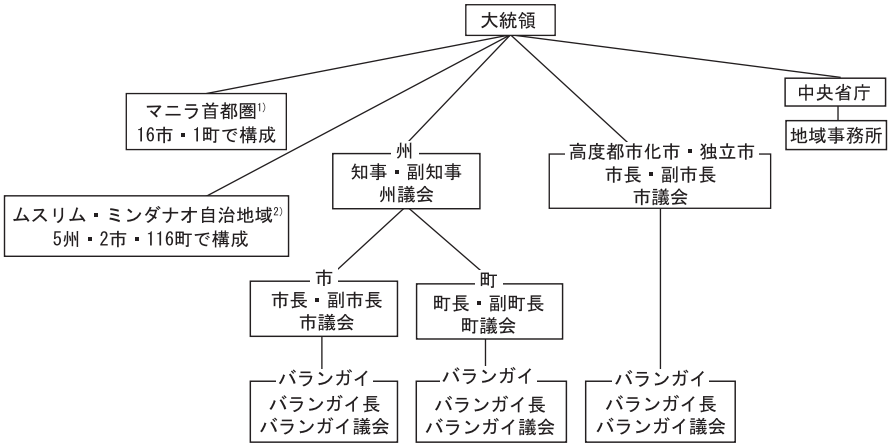 大統領
マニラ首都圏1)
16市・1町で構成
中央省庁
地域事務所
州
知事・副知事
州議会
高度都市化市・独立市
市長・副市長
市議会
ムスリム・ミンダナオ自治地域2)
5州・2市・116町で構成
市
市長・副市長
市議会
町
町長・副町長
町議会
バランガイ
バランガイ長
バランガイ議会
バランガイ
バランガイ長
バランガイ議会
バランガイ
バランガイ長
バランガイ議会